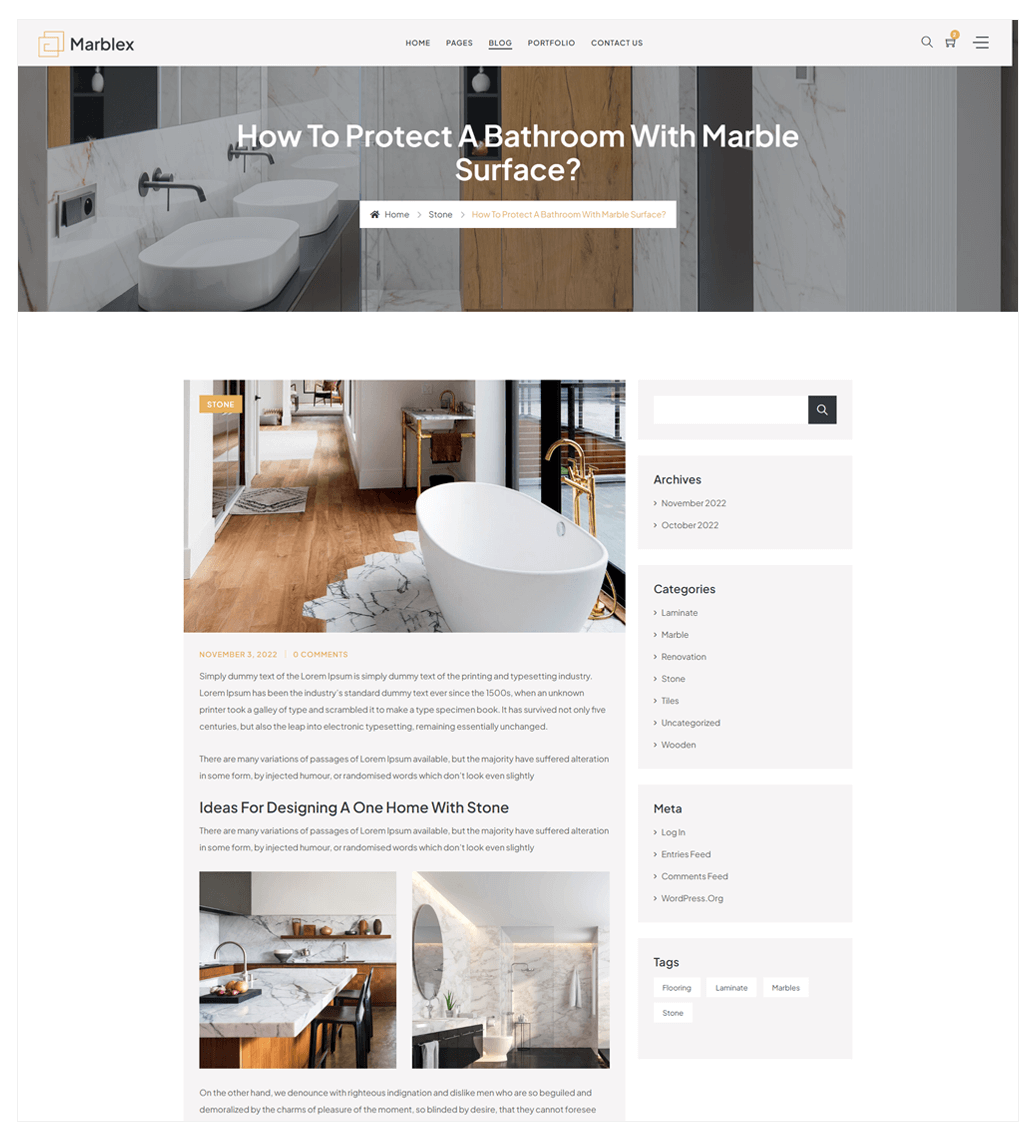 Marblex
HOME PAGES BLOG PORTFOLIO CONTACT US
How To Protect A Bathroom With Marble
Surface?
Home > Stone > How To Protect A Bathroom With Marble Surface?
STONE
NOVEMBER 3, 2022 | 0 COMMENTS
Simply dummy text of the Lorem Ipsum is simply dummy text of the printing and typesetting industry.
Lorem Ipsum has been the industry's standard dummy text ever since the 1500s, when an unknown
printer took a galley of type and scrambled it to make a type specimen book. It has survived not only five
centuries, but also the leap into electronic typesetting, remaining essentially unchanged.
There are many variations of passages of Lorem Ipsum available, but the majority have suffered alteration
in some form, by injected humour, or randomised words which don't look even slightly
Ideas For Designing A One Home With Stone
There are many variations of passages of Lorem Ipsum available, but the majority have suffered alteration
in some form, by injected humour, or randomised words which don't look even slightly
On the other hand, we denounce with righteous indignation and dislike men who are so beguiled and
demoralized by the charms of pleasure of the moment, so blinded by desire, that they cannot foresee
Archives
November 2022
October 2022
Categories
Laminate
Marble
Renovation
Stone
Tiles
Uncategorized
Wooden
Meta
Log In
Entries Feed
Comments Feed
WordPress.Org
Tags
Flooring Laminate Marbles
Stone